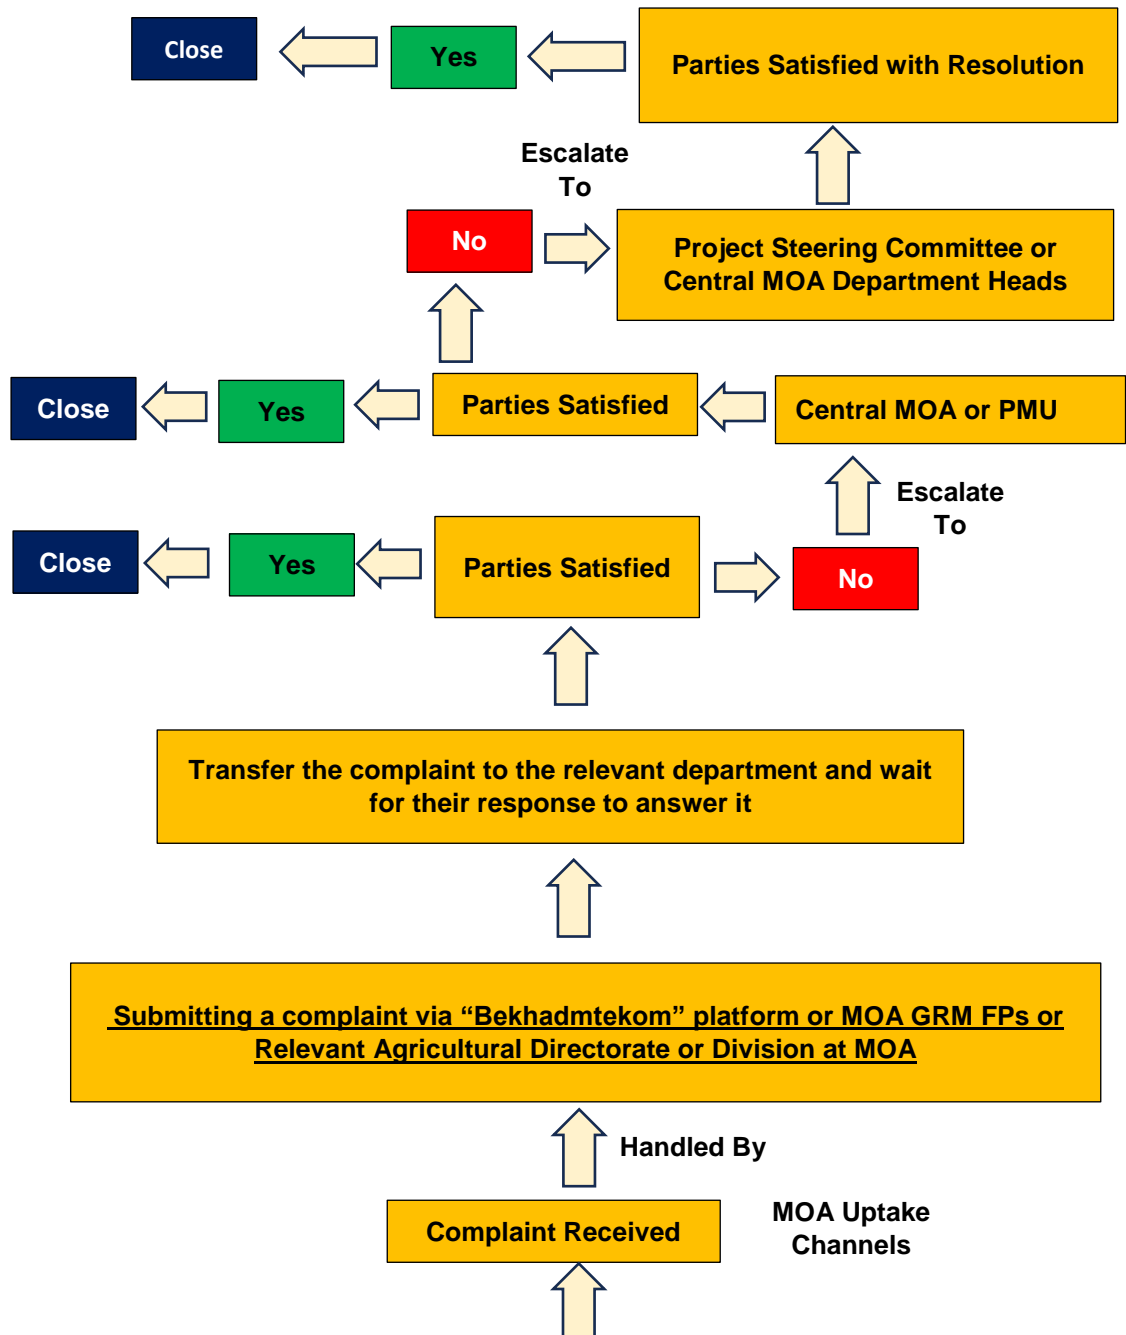 Close
Yes
Parties Satisfied with Resolution
Escalate
To
No
Project Steering Committee or
Central MOA Department Heads
Close
Yes
Parties Satisfied
Central MOA or PMU
Escalate
To
Close
Yes
Parties Satisfied
No
Transfer the complaint to the relevant department and wait
for their response to answer it
Submitting a complaint via “Bekhadmtekom” platform or MOA GRM FPs or
Relevant Agricultural Directorate or Division at MOA
Handled By
Complaint Received
MOA Uptake
Channels